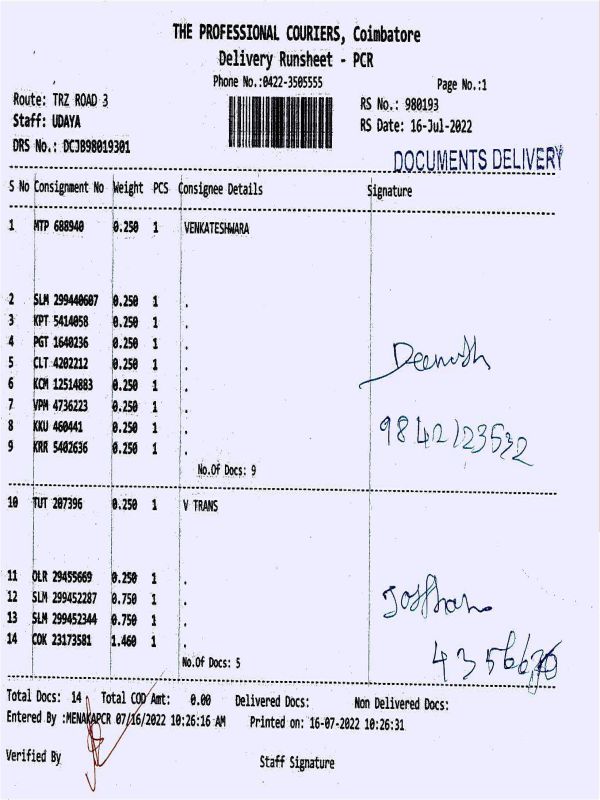 THE PROFESSIONAL COURIERS, Coimbatore
Delivery Runsheet - PCR
Phone No.:0422-3505555
Page No.:1
Route: TRZ ROAD 3
RS No.: 980193
Staff: UDAYA
RS Date: 16-Jul-2022
DRS No.: DCJB98019301
DOCUMENTS DELIVERY
S No Consignment No Weight PCS Consignee Details Signature
1 MTP 688940 0.250 1 VENKATESHWARA
2 SLM 299440607 0.250 1 .
3 KPT 5414058 0.250 1 .
4 PGT 1640236 0.250 1 .
5 CLT 4202212 0.250 1 .
6 KCM 12514883 0.250 1 .
7 VPM 4736223 0.250 1 .
8 KKU 460441 0.250 1 .
9 KRR 5402636 0.250 1 .
9842123532
No.Of Docs: 9
10 TUT 207396 0.250 1 V TRANS
11 OLR 29455669 0.250 1 .
12 SLM 299452287 0.750 1 .
13 SLM 299452344 0.750 1 .
14 COK 23173581 1.460 1 .
No.Of Docs: 5
Total Docs: 14 Total COD Amt: 0.00 Delivered Docs: Non Delivered Docs:
Entered By :MENAKAPCR 07/16/2022 10:26:16 AM Printed on: 16-07-2022 10:26:31
Verified By
Staff Signature